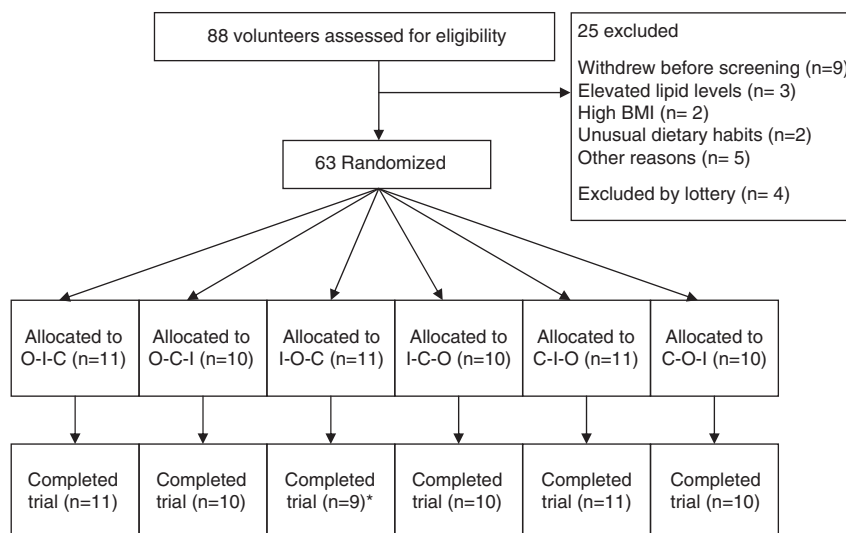 88 volunteers assessed for eligibility
25 excluded
Withdrew before screening (n=9)
Elevated lipid levels (n= 3)
High BMI (n= 2)
Unusual dietary habits (n=2)
Other reasons (n= 5)
Excluded by lottery (n= 4)
63 Randomized
Allocated to
O-I-C (n=11)
Allocated to
O-C-I (n=10)
Allocated to
I-O-C (n=11)
Allocated to
I-C-O (n=10)
Allocated to
C-I-O (n=11)
Allocated to
C-O-I (n=10)
Completed
trial (n=11)
Completed
trial (n=10)
Completed
trial (n=9)*
Completed
trial (n=10)
Completed
trial (n=11)
Completed
trial (n=10)